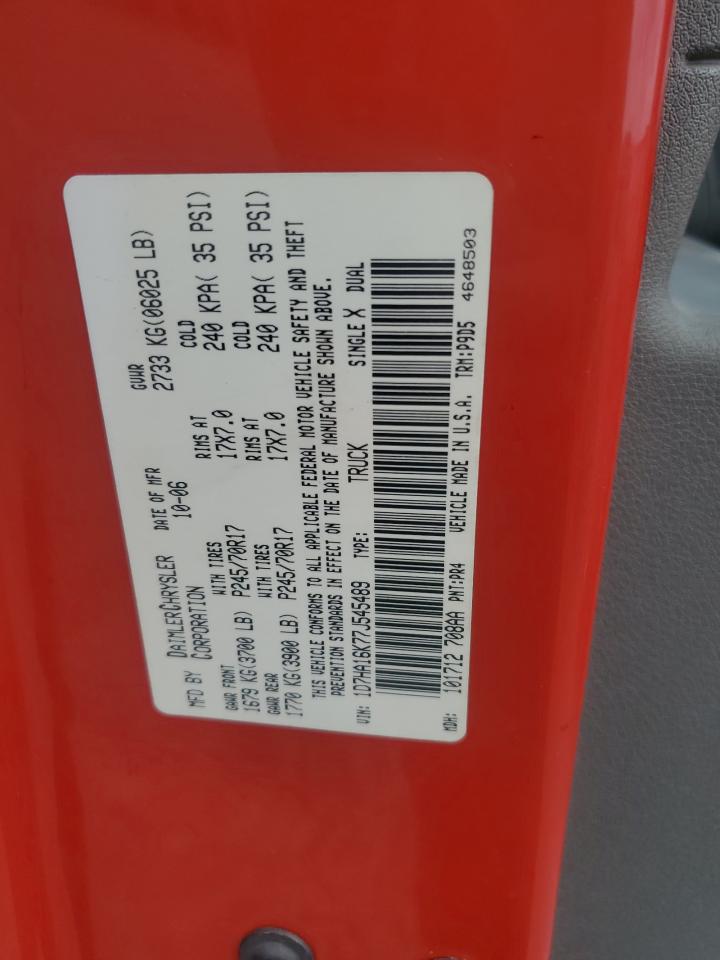 MFD BY DAIMLERCHRYSLER CORPORATION DATE OF MFR 10-06 GVWR 2733 KG(06025 LB)
GAWR FRONT 1679 KG(3700 LB) WITH TIRES P245/70R17 RIMS AT 17X7.0 COLD 240 KPA( 35 PSI)
GAWR REAR 1770 KG(3900 LB) WITH TIRES P245/70R17 RIMS AT 17X7.0 COLD 240 KPA( 35 PSI)
THIS VEHICLE CONFORMS TO ALL APPLICABLE FEDERAL MOTOR VEHICLE SAFETY AND THEFT
PREVENTION STANDARDS IN EFFECT ON THE DATE OF MANUFACTURE SHOWN ABOVE.
VIN: 1D7HA16K77J545489 TYPE: TRUCK SINGLE X DUAL
MDH: 101712 708AA PNT:PR4 VEHICLE MADE IN U.S.A. TRM:P9D5 4648503